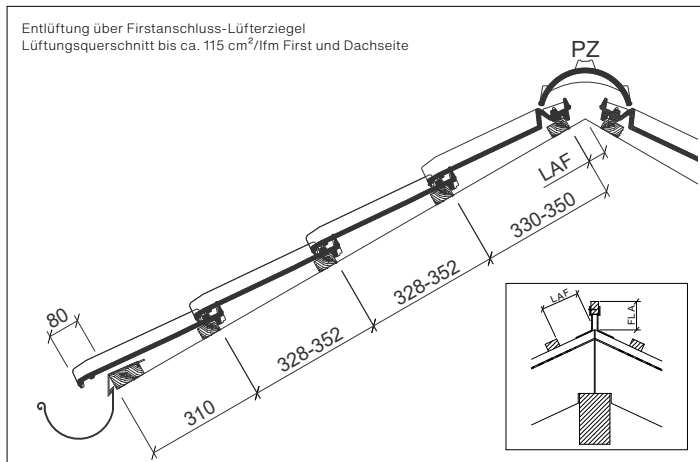 Entlüftung über Firstanschluss-Lüfterziegel
Lüftungsquerschnitt bis ca. 115 cm²/lfm First und Dachseite
PZ
LAF
330-350
328-352
328-352
310
80
LAF
FLA